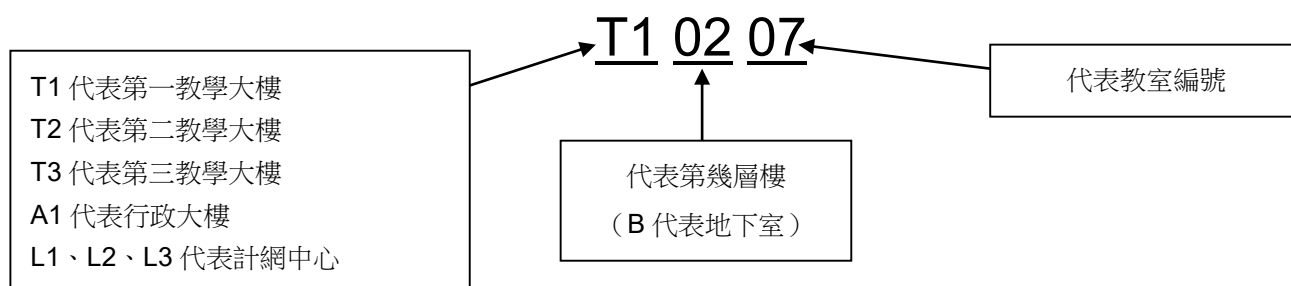 T1 02 07
T1 代表第一教學大樓
T2 代表第二教學大樓
T3 代表第三教學大樓
A1 代表行政大樓
L1、L2、L3 代表計網中心
代表第幾層樓
（B 代表地下室）
代表教室編號